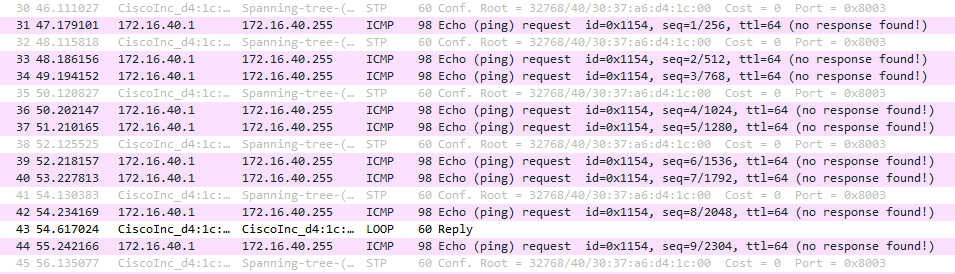 30 46.111027 CiscoInc_d4:1c:… Spanning-tree-(… STP 60 Conf. Root = 32768/40/30:37:a6:d4:1c:00 Cost = 0 Port = 0x8003
31 47.179101 172.16.40.1 172.16.40.255 ICMP 98 Echo (ping) request id=0x1154, seq=1/256, ttl=64 (no response found!)
32 48.115818 CiscoInc_d4:1c:… Spanning-tree-(… STP 60 Conf. Root = 32768/40/30:37:a6:d4:1c:00 Cost = 0 Port = 0x8003
33 48.186156 172.16.40.1 172.16.40.255 ICMP 98 Echo (ping) request id=0x1154, seq=2/512, ttl=64 (no response found!)
34 49.194152 172.16.40.1 172.16.40.255 ICMP 98 Echo (ping) request id=0x1154, seq=3/768, ttl=64 (no response found!)
35 50.120827 CiscoInc_d4:1c:… Spanning-tree-(… STP 60 Conf. Root = 32768/40/30:37:a6:d4:1c:00 Cost = 0 Port = 0x8003
36 50.202147 172.16.40.1 172.16.40.255 ICMP 98 Echo (ping) request id=0x1154, seq=4/1024, ttl=64 (no response found!)
37 51.210165 172.16.40.1 172.16.40.255 ICMP 98 Echo (ping) request id=0x1154, seq=5/1280, ttl=64 (no response found!)
38 52.125525 CiscoInc_d4:1c:… Spanning-tree-(… STP 60 Conf. Root = 32768/40/30:37:a6:d4:1c:00 Cost = 0 Port = 0x8003
39 52.218157 172.16.40.1 172.16.40.255 ICMP 98 Echo (ping) request id=0x1154, seq=6/1536, ttl=64 (no response found!)
40 53.227813 172.16.40.1 172.16.40.255 ICMP 98 Echo (ping) request id=0x1154, seq=7/1792, ttl=64 (no response found!)
41 54.130383 CiscoInc_d4:1c:… Spanning-tree-(… STP 60 Conf. Root = 32768/40/30:37:a6:d4:1c:00 Cost = 0 Port = 0x8003
42 54.234169 172.16.40.1 172.16.40.255 ICMP 98 Echo (ping) request id=0x1154, seq=8/2048, ttl=64 (no response found!)
43 54.617024 CiscoInc_d4:1c:… CiscoInc_d4:1c:… LOOP 60 Reply
44 55.242166 172.16.40.1 172.16.40.255 ICMP 98 Echo (ping) request id=0x1154, seq=9/2304, ttl=64 (no response found!)
45 56.135077 CiscoInc_d4:1c:… Spanning-tree-(… STP 60 Conf. Root = 32768/40/30:37:a6:d4:1c:00 Cost = 0 Port = 0x8003